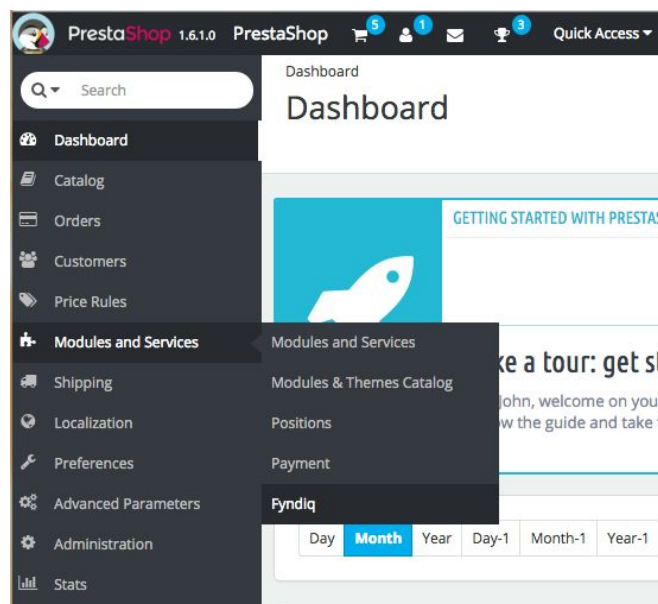 PrestaShop 1.6.1.0 PrestaShop 5 1 3 Quick Access
Search
Dashboard
Dashboard
Dashboard
Catalog
Orders
Customers
Price Rules
Modules and Services
Shipping
Localization
Preferences
Advanced Parameters
Administration
Stats
Modules and Services
Modules & Themes Catalog
Positions
Payment
Fyndiq
GETTING STARTED WITH
a tour: get
John, welcome on you
the guide and take
Day Month Year Day-1 Month-1 Year-1